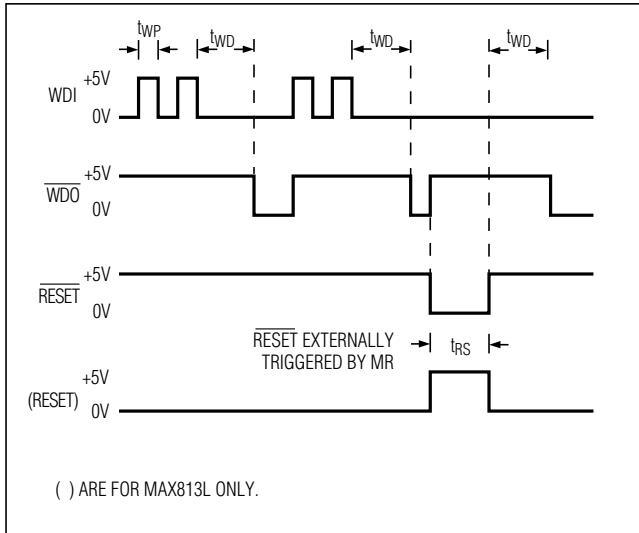 tWP
tWD
tWD
tWD
WDI
+5V
0V
WDO
+5V
0V
RESET
+5V
0V
RESET EXTERNALLY
TRIGGERED BY MR
tRS
(RESET)
+5V
0V
( ) ARE FOR MAX813L ONLY.